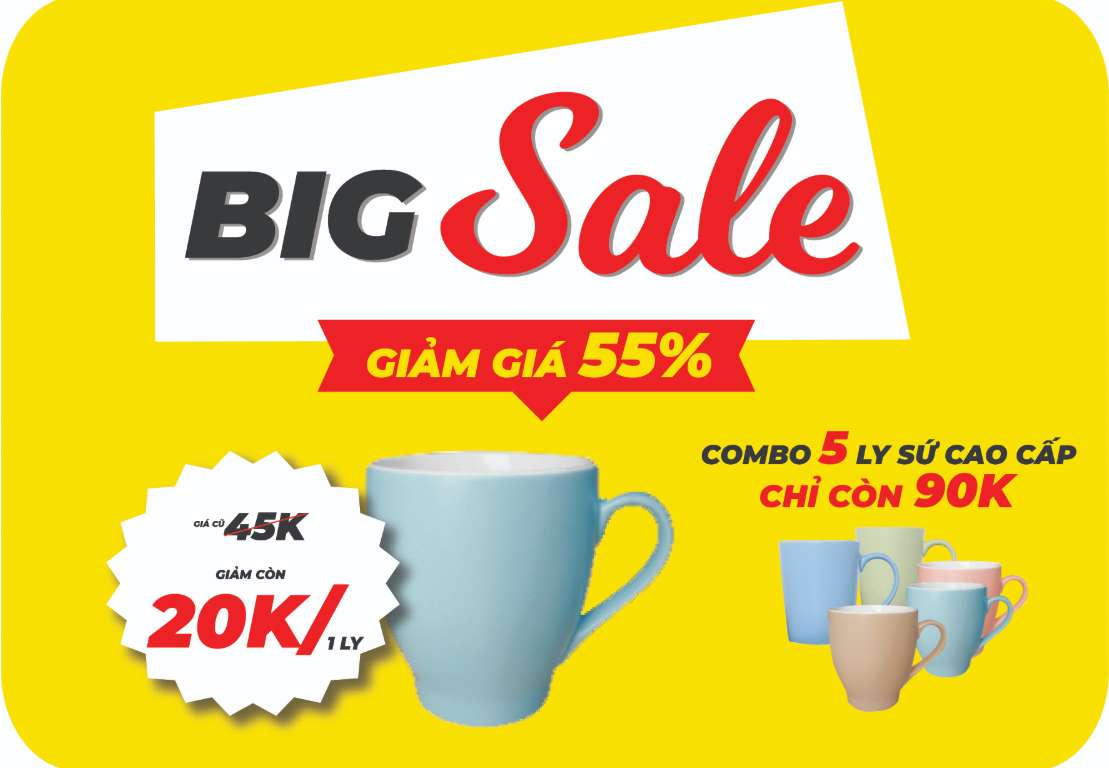 BIG Sale
GIẢM GIÁ 55%
COMBO 5 LY SỨ CAO CẤP
CHỈ CÒN 90K
GIÁ CŨ 45K
GIẢM CÒN
20K/1 LY